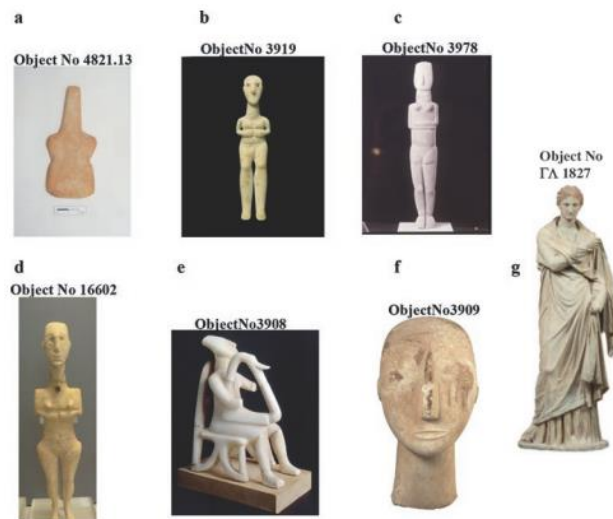 a
Object No 4821.13
b
ObjectNo 3919
c
ObjectNo 3978
d
Object No 16602
e
ObjectNo3908
f
ObjectNo3909
g
Object No
ΓΛ 1827